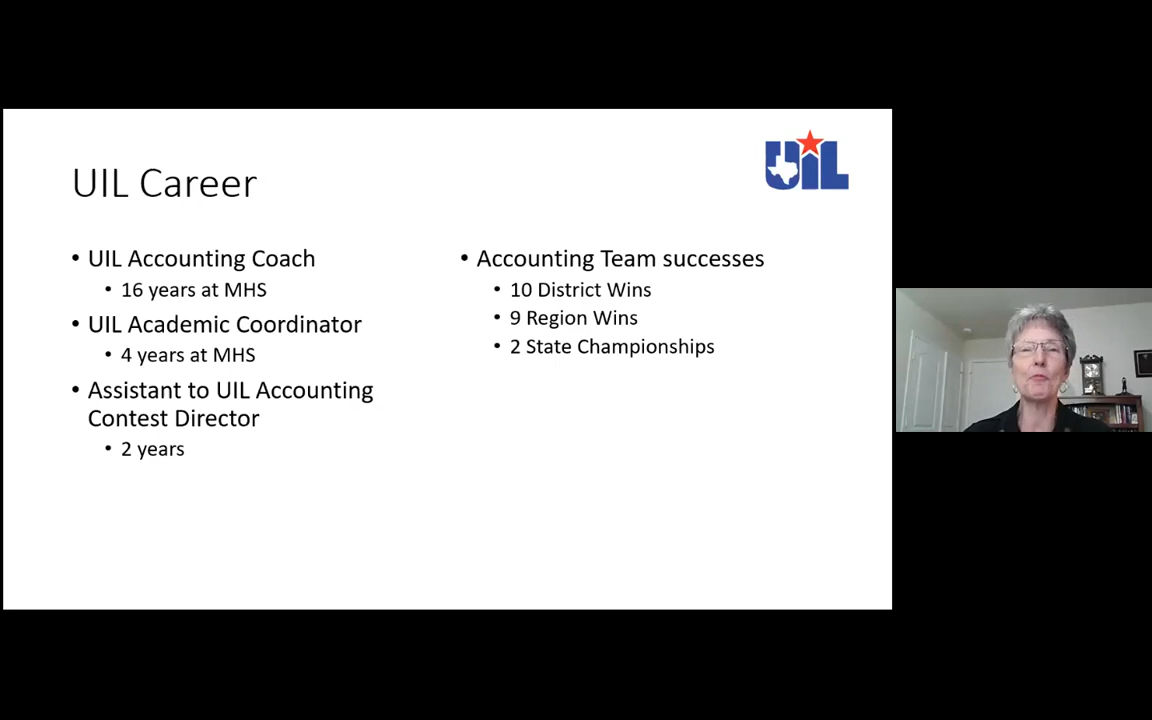 UIL
UIL Career
• UIL Accounting Coach
• 16 years at MHS
• UIL Academic Coordinator
• 4 years at MHS
• Assistant to UIL Accounting
Contest Director
• 2 years
• Accounting Team successes
• 10 District Wins
• 9 Region Wins
• 2 State Championships